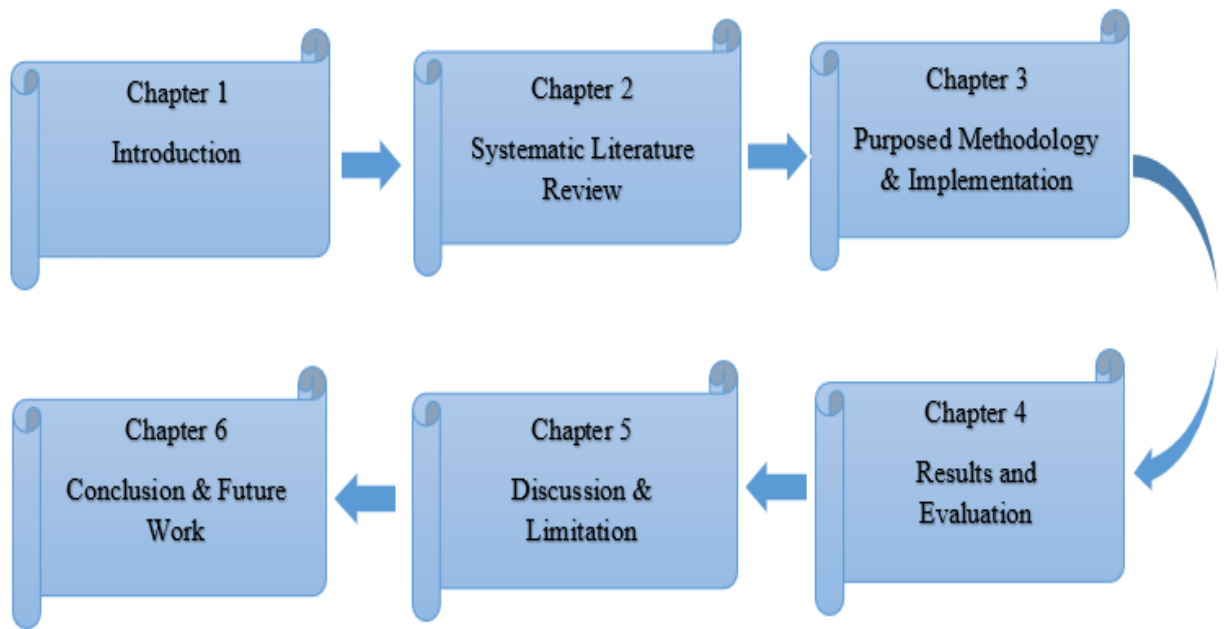 Chapter 1
Introduction
Chapter 2
Systematic Literature
Review
Chapter 3
Purposed Methodology
& Implementation
Chapter 4
Results and
Evaluation
Chapter 5
Discussion &
Limitation
Chapter 6
Conclusion & Future
Work